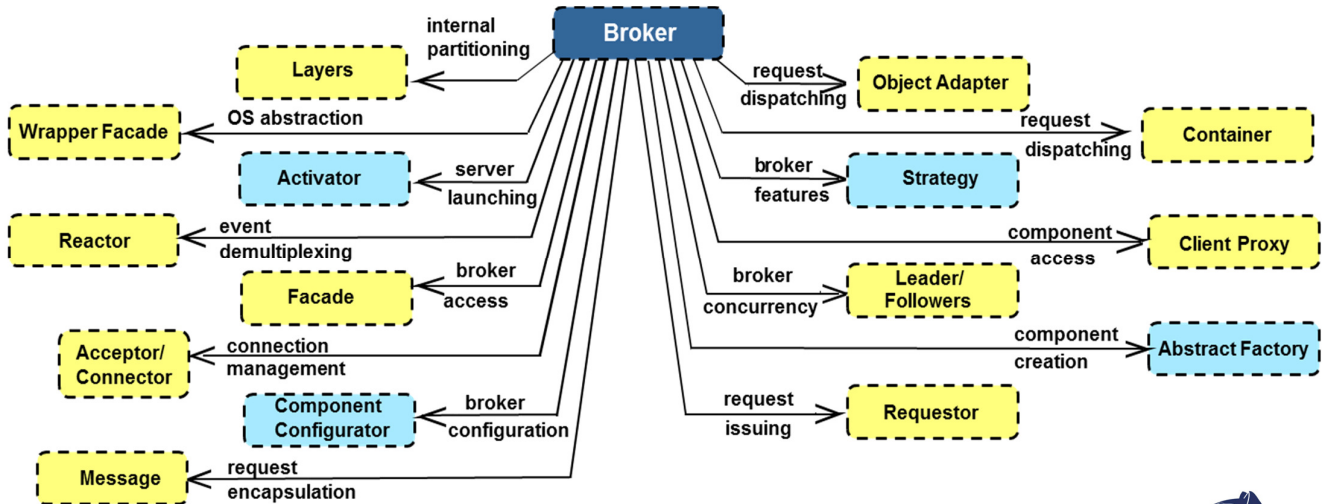 Broker
internal
partitioning
Layers
OS abstraction
Wrapper Facade
Activator
server
launching
Reactor
event
demultiplexing
Facade
broker
access
Acceptor/
Connector
connection
management
Component
Configurator
broker
configuration
Message
request
encapsulation
request
dispatching
Object Adapter
request
dispatching
Container
broker
features
Strategy
component
access
Client Proxy
broker
concurrency
Leader/
Followers
component
creation
Abstract Factory
request
issuing
Requestor